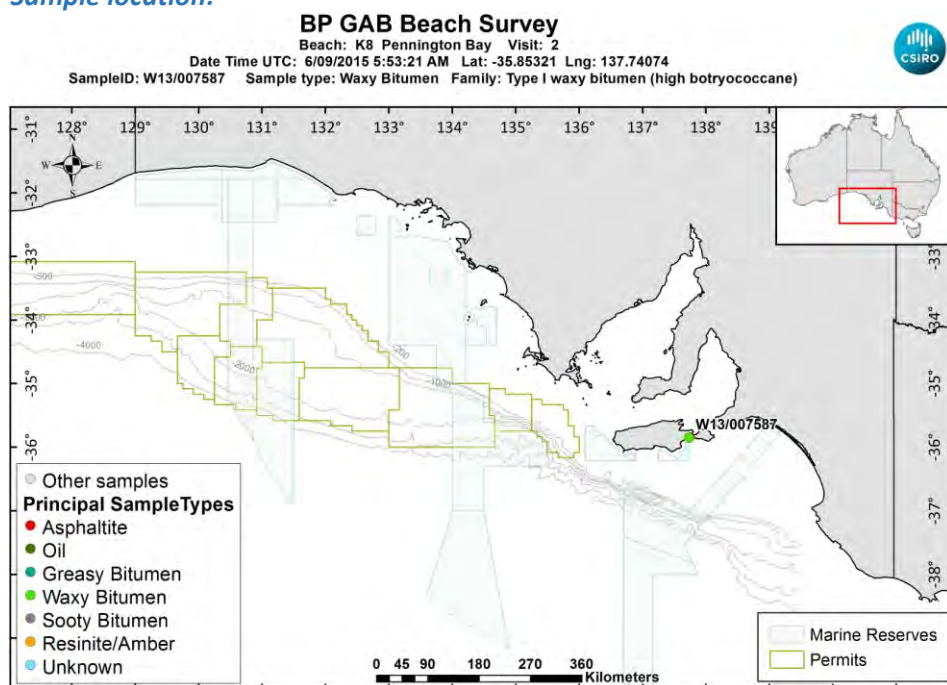 Sample location:
BP GAB Beach Survey
Beach: K8 Pennington Bay Visit: 2
Date Time UTC: 6/09/2015 5:53:21 AM Lat: -35.85321 Lng: 137.74074
SampleID: W13/007587 Sample type: Waxy Bitumen Family: Type I waxy bitumen (high botryococcane)
CSIRO
128° 129° 130° 131° 132° 133° 134° 135° 136° 137° 138° 139
-31°
-32°
-33°
-34°
-35°
-36°
-33°
-34°
-35°
-36°
-37°
-38°
N
W E
S
-4000
-2000
-200
-1000
W13/007587
Other samples
Principal SampleTypes
Asphaltite
Oil
Greasy Bitumen
Waxy Bitumen
Sooty Bitumen
Resinite/Amber
Unknown
0 45 90 180 270 360
Kilometers
Marine Reserves
Permits